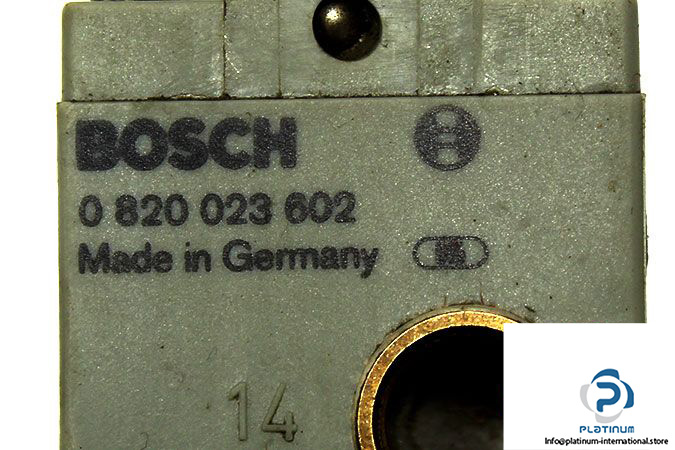 BOSCH
0 820 023 602
Made in Germany
14
PLATINUM
Info@platinum-international.store